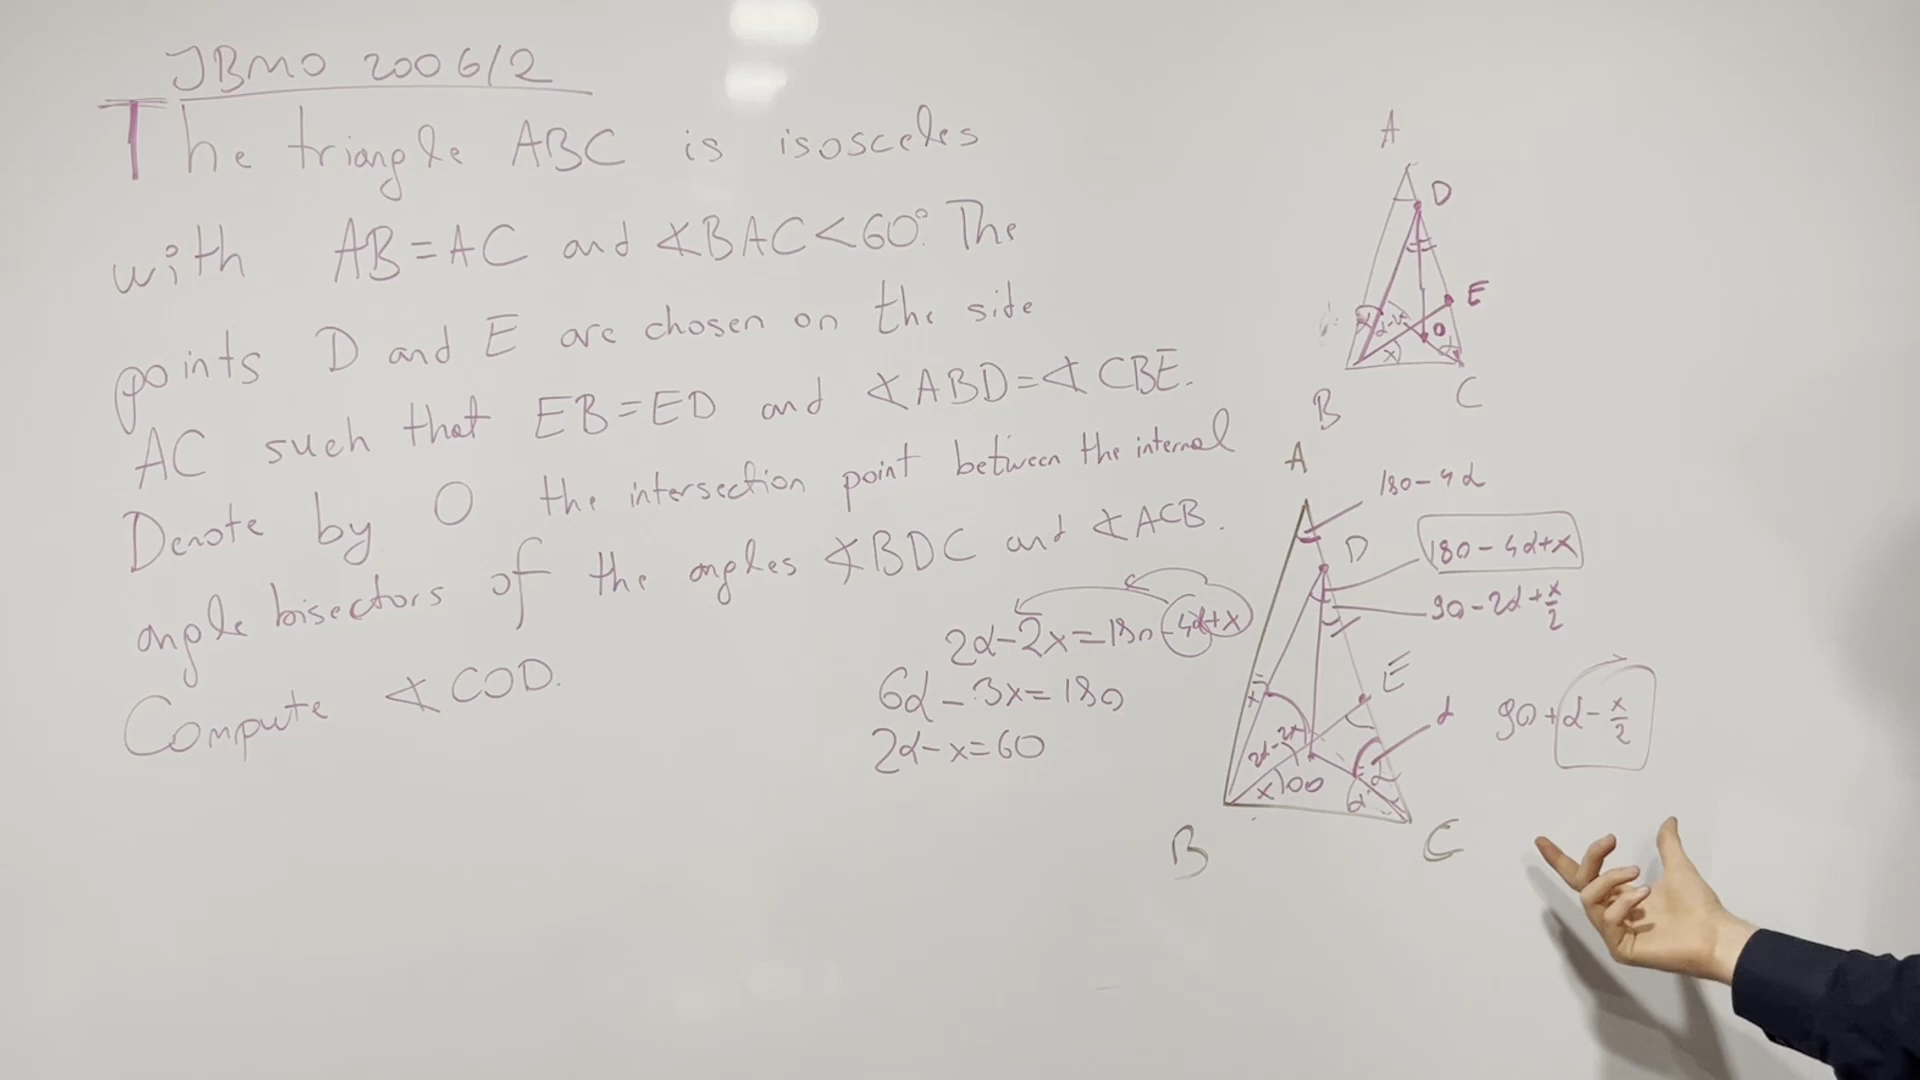 JBMO 2006/2
The triangle ABC is isosceles
with AB=AC and ∢BAC<60°. The
points D and E are chosen on the side
AC such that EB=ED and ∢ABD=∢CBE.
Denote by O the intersection point between the internal
angle bisectors of the angles ∢BDC and ∢ACB.
Compute ∢COD.
2α-2x=180-4α+x
6α-3x=180
2α-x=60
A
D
E
O
x
B
C
A
180-4α
D
180-4α+x
90-2α+x/2
E
x
α
90+α-x/2
2α-2x
x
α
α
B
C